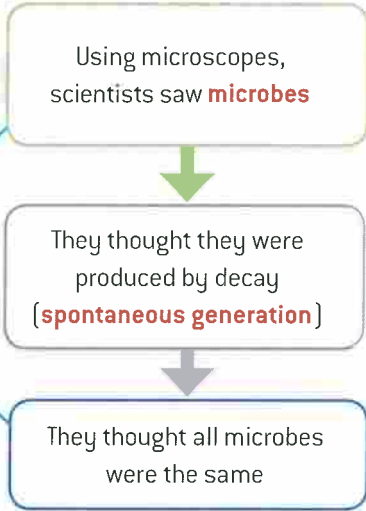 Using microscopes,
scientists saw microbes
They thought they were
produced by decay
(spontaneous generation)
They thought all microbes
were the same